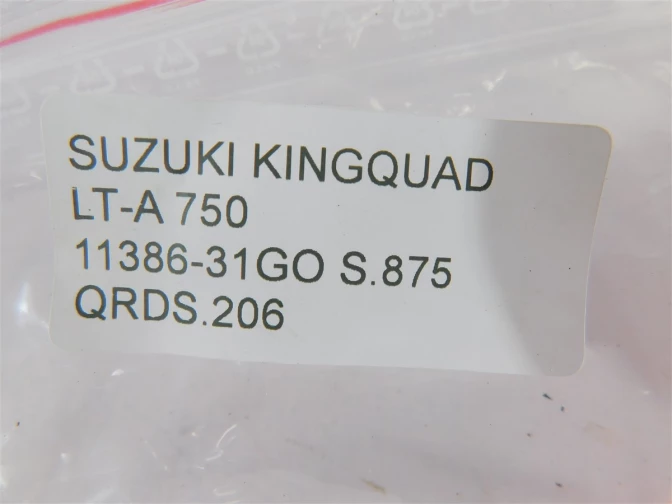 SUZUKI KINGQUAD
LT-A 750
11386-31GO S.875
QRDS.206